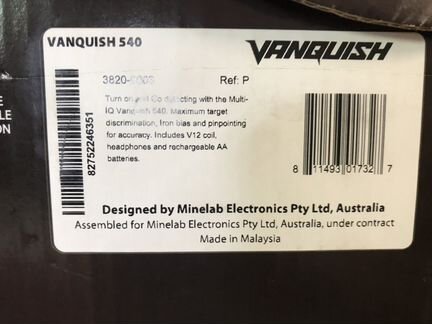 VANQUISH 540
VANQUISH
3820-
Ref: P
Turn on and Go detecting with the Multi-
IQ Vanquish 540. Maximum target
discrimination, Iron bias and pinpointing
for accuracy. Includes V12 coil,
headphones and rechargeable AA
batteries.
82752246351
8 11493 01732 7
Designed by Minelab Electronics Pty Ltd, Australia
Assembled for Minelab Electronics Pty Ltd, Australia, under contract
Made in Malaysia